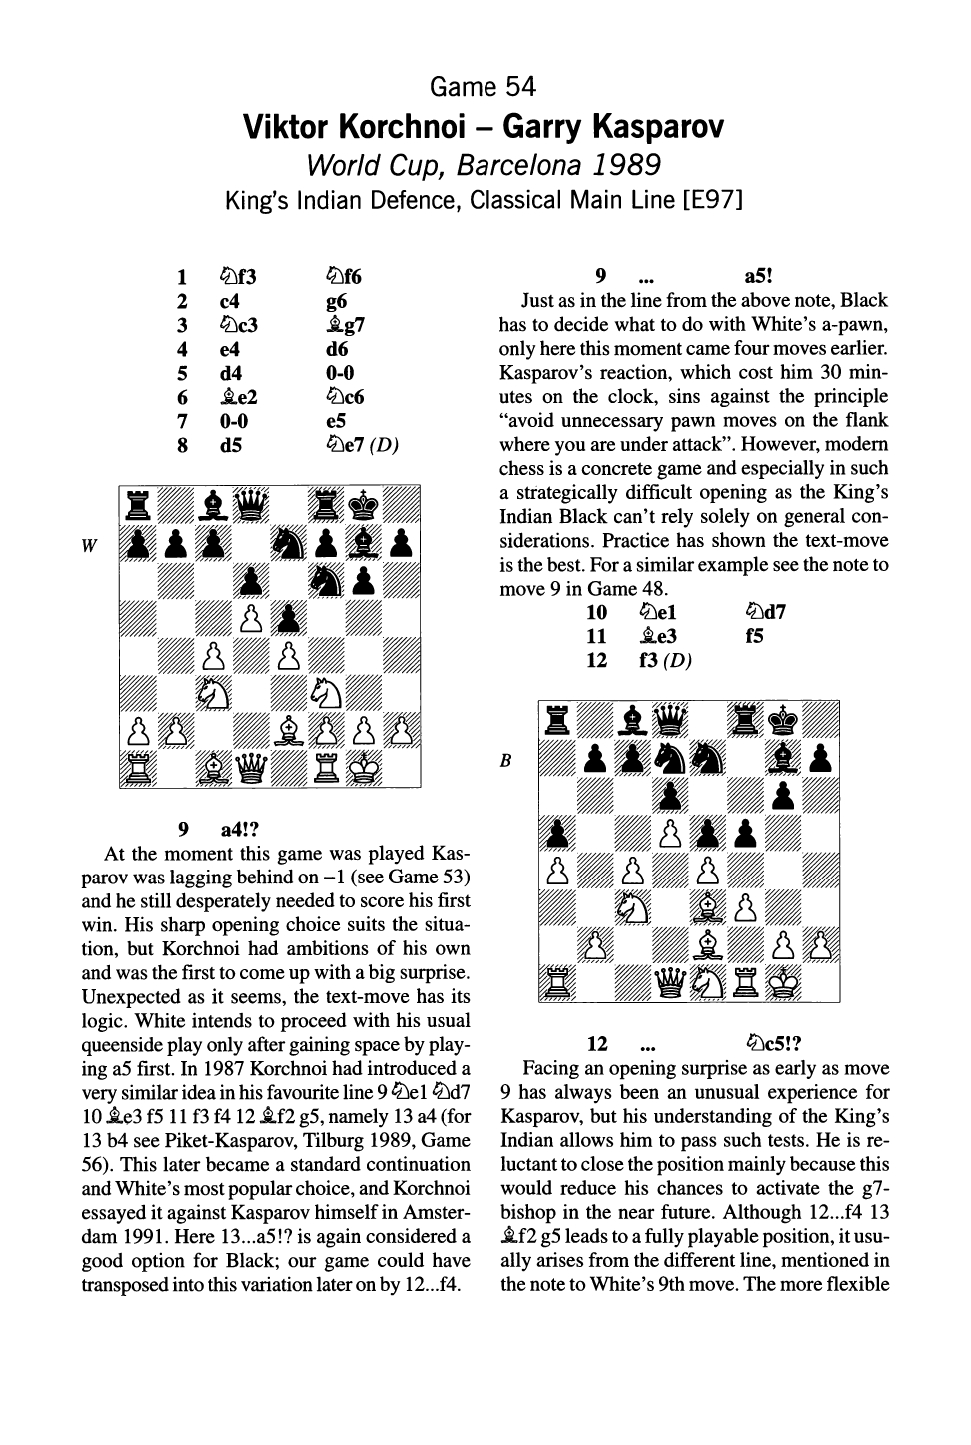 Game 54
Viktor Korchnoi – Garry Kasparov
World Cup, Barcelona 1989
King's Indian Defence, Classical Main Line [E97]
1 ♘f3 ♘f6
2 c4 g6
3 ♘c3 ♗g7
4 e4 d6
5 d4 0-0
6 ♗e2 ♘c6
7 0-0 e5
8 d5 ♘e7 (D)
W
9 a4!?
At the moment this game was played Kas-
parov was lagging behind on –1 (see Game 53)
and he still desperately needed to score his first
win. His sharp opening choice suits the situa-
tion, but Korchnoi had ambitions of his own
and was the first to come up with a big surprise.
Unexpected as it seems, the text-move has its
logic. White intends to proceed with his usual
queenside play only after gaining space by play-
ing a5 first. In 1987 Korchnoi had introduced a
very similar idea in his favourite line 9 ♘e1 ♘d7
10 ♗e3 f5 11 f3 f4 12 ♗f2 g5, namely 13 a4 (for
13 b4 see Piket-Kasparov, Tilburg 1989, Game
56). This later became a standard continuation
and White's most popular choice, and Korchnoi
essayed it against Kasparov himself in Amster-
dam 1991. Here 13...a5!? is again considered a
good option for Black; our game could have
transposed into this variation later on by 12...f4.
9 ... a5!
Just as in the line from the above note, Black
has to decide what to do with White's a-pawn,
only here this moment came four moves earlier.
Kasparov's reaction, which cost him 30 min-
utes on the clock, sins against the principle
“avoid unnecessary pawn moves on the flank
where you are under attack”. However, modern
chess is a concrete game and especially in such
a strategically difficult opening as the King's
Indian Black can't rely solely on general con-
siderations. Practice has shown the text-move
is the best. For a similar example see the note to
move 9 in Game 48.
10 ♘e1 ♘d7
11 ♗e3 f5
12 f3 (D)
B
12 ... ♘c5!?
Facing an opening surprise as early as move
9 has always been an unusual experience for
Kasparov, but his understanding of the King's
Indian allows him to pass such tests. He is re-
luctant to close the position mainly because this
would reduce his chances to activate the g7-
bishop in the near future. Although 12...f4 13
♗f2 g5 leads to a fully playable position, it usu-
ally arises from the different line, mentioned in
the note to White's 9th move. The more flexible